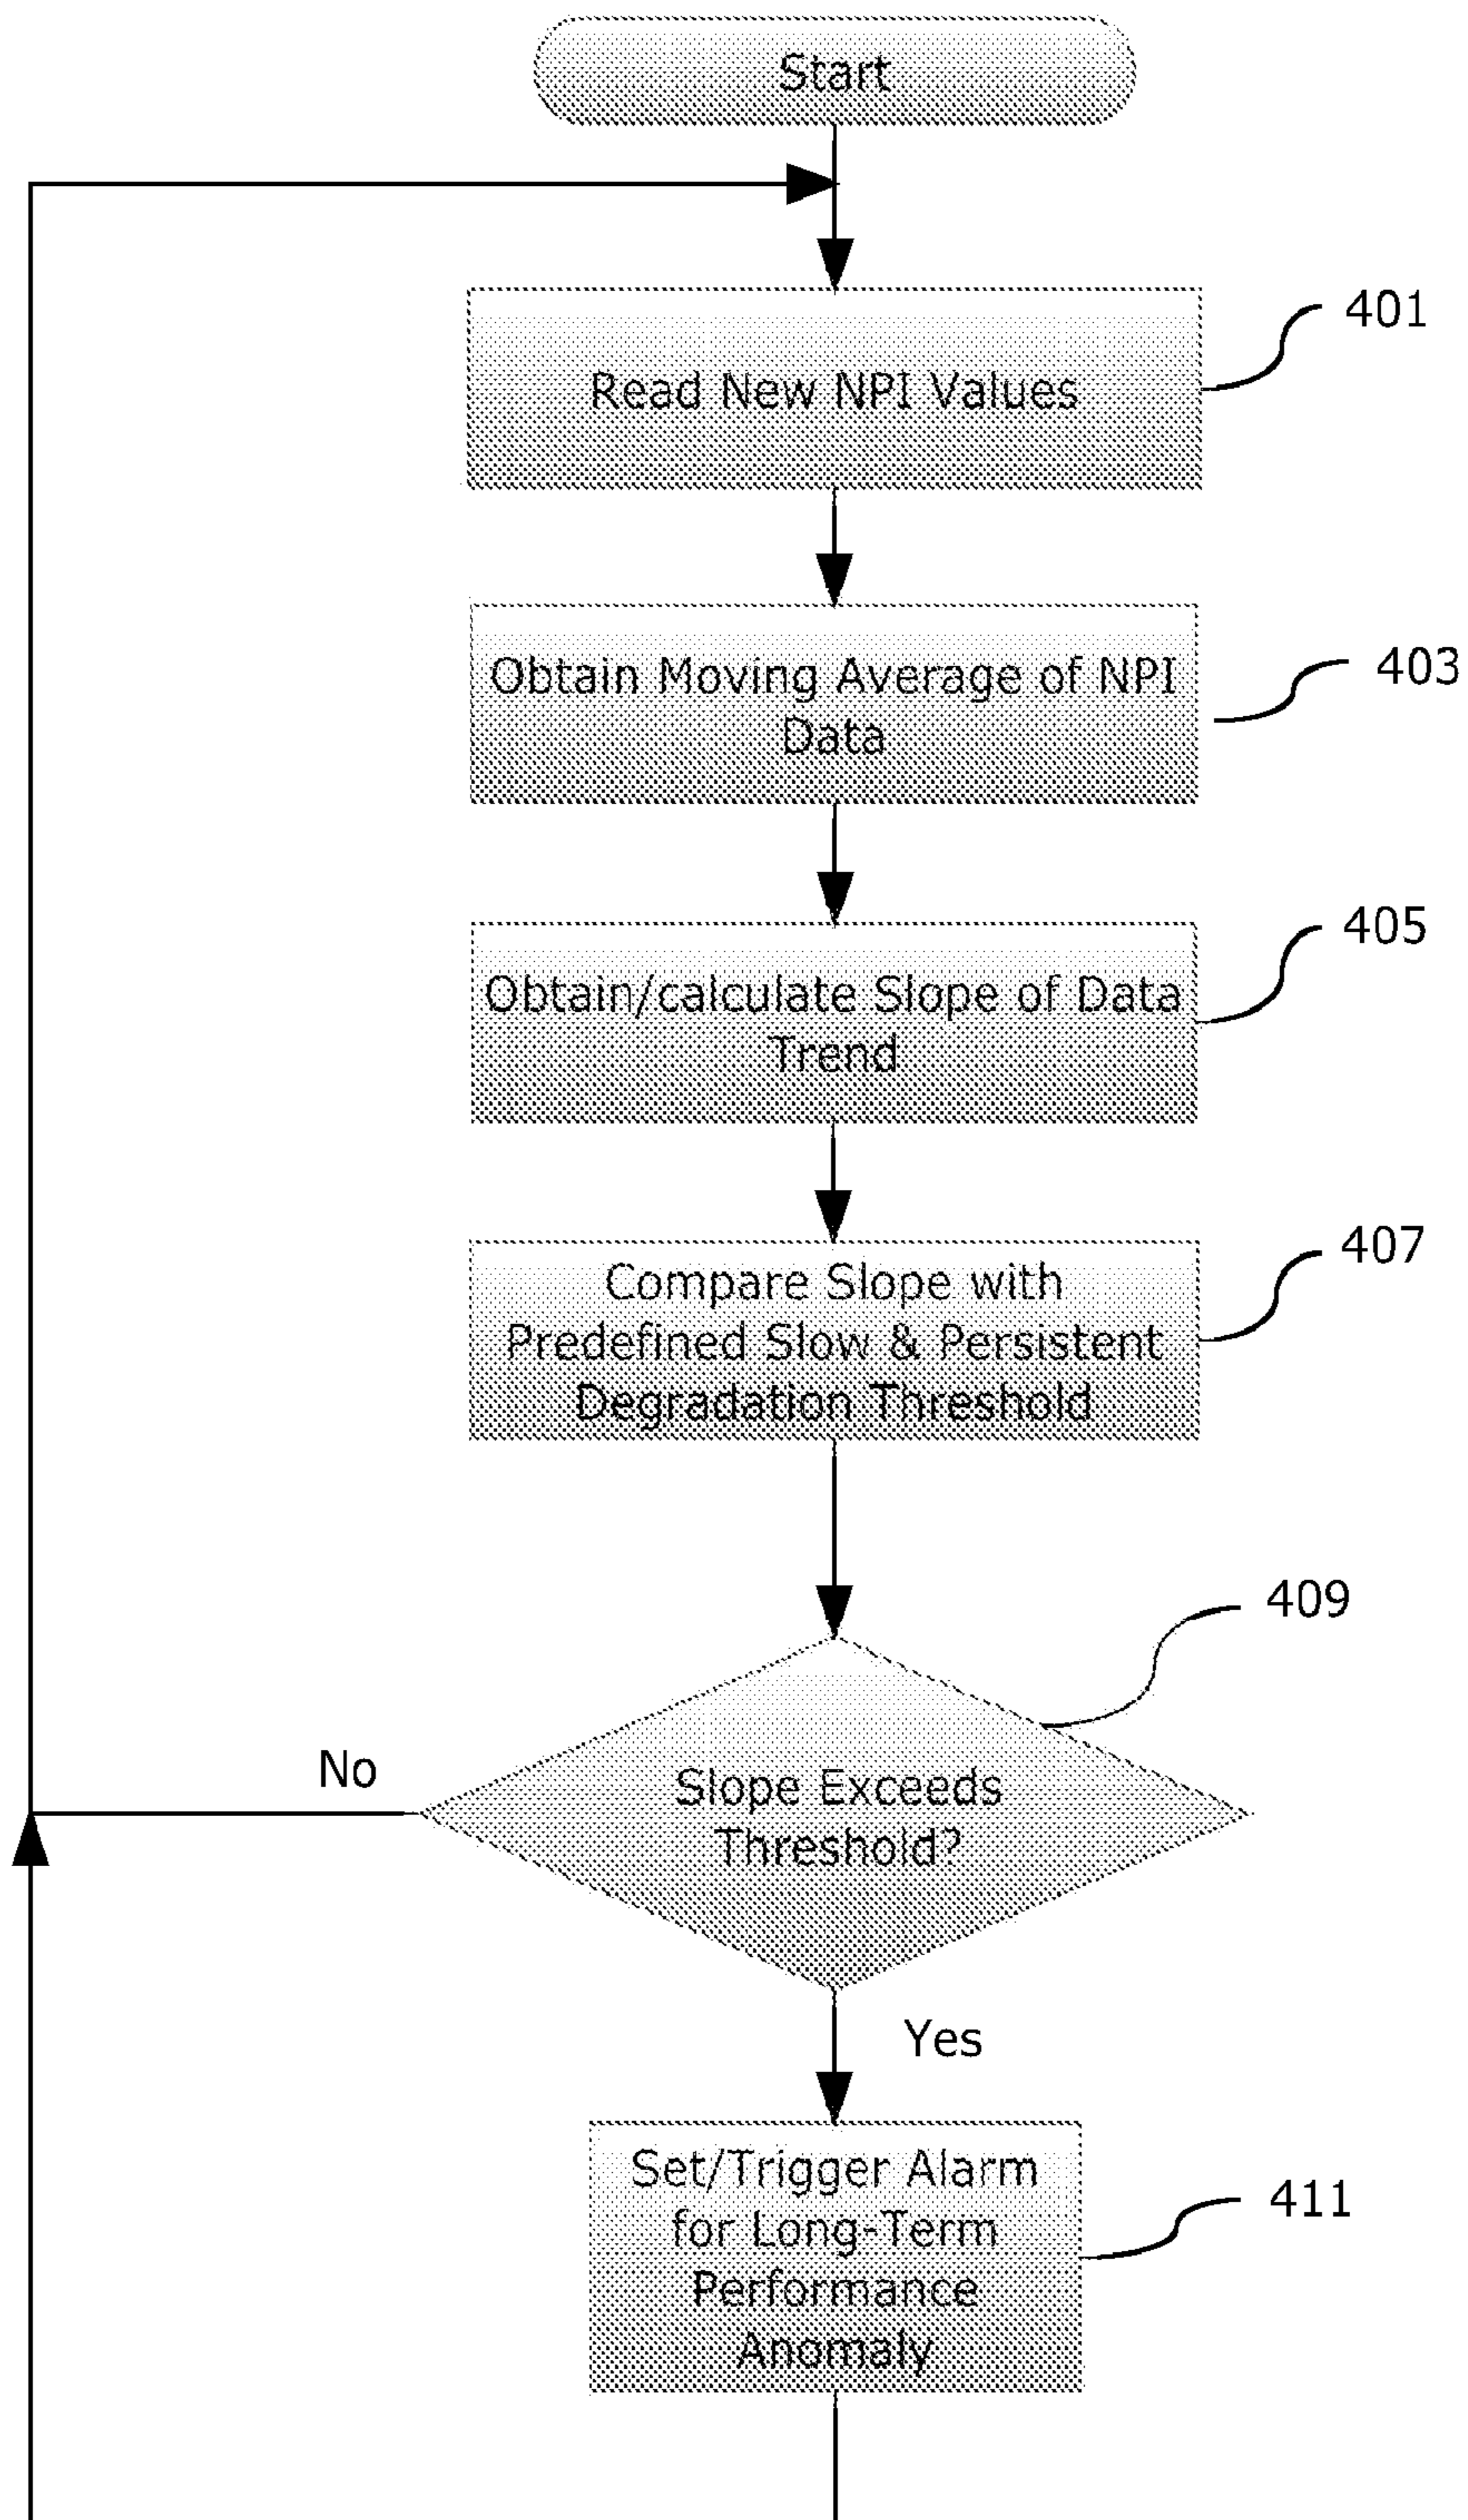 Start
401
Read New NPI Values
403
Obtain Moving Average of NPI
Data
405
Obtain/calculate Slope of Data
Trend
407
Compare Slope with
Predefined Slow & Persistent
Degradation Threshold
409
No
Slope Exceeds
Threshold?
Yes
Set/Trigger Alarm
for Long-Term
Performance
Anomaly
411